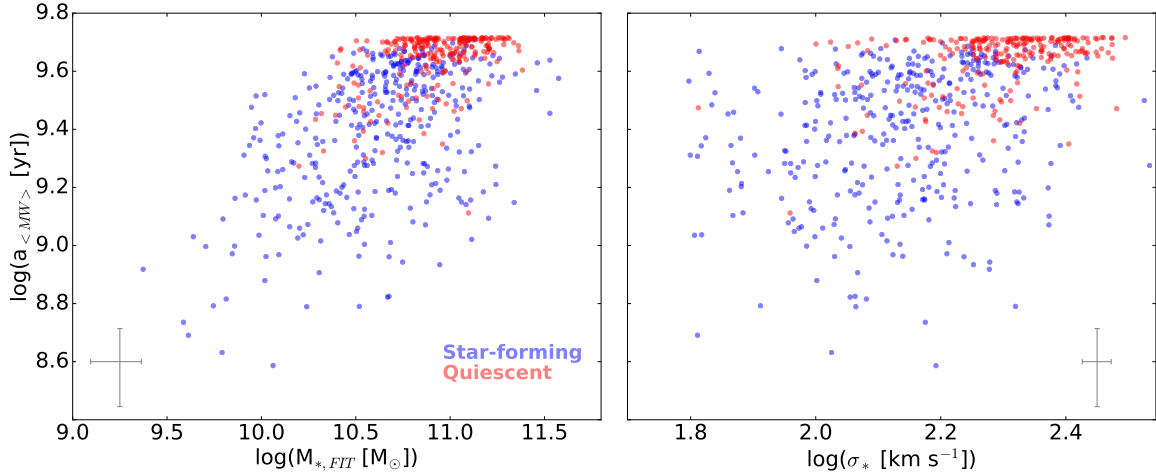 9.8
9.6
9.4
9.2
9.0
8.8
8.6
log(a<MW> [yr])
Star-forming
Quiescent
9.0 9.5 10.0 10.5 11.0 11.5
log(M*,FIT [M⊙])
1.8 2.0 2.2 2.4
log(σ* [km s⁻¹])